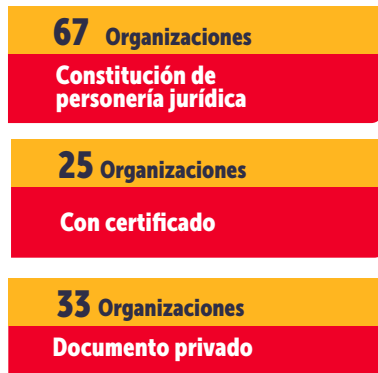 67 Organizaciones
Constitución de
personería jurídica
25 Organizaciones
Con certificado
33 Organizaciones
Documento privado